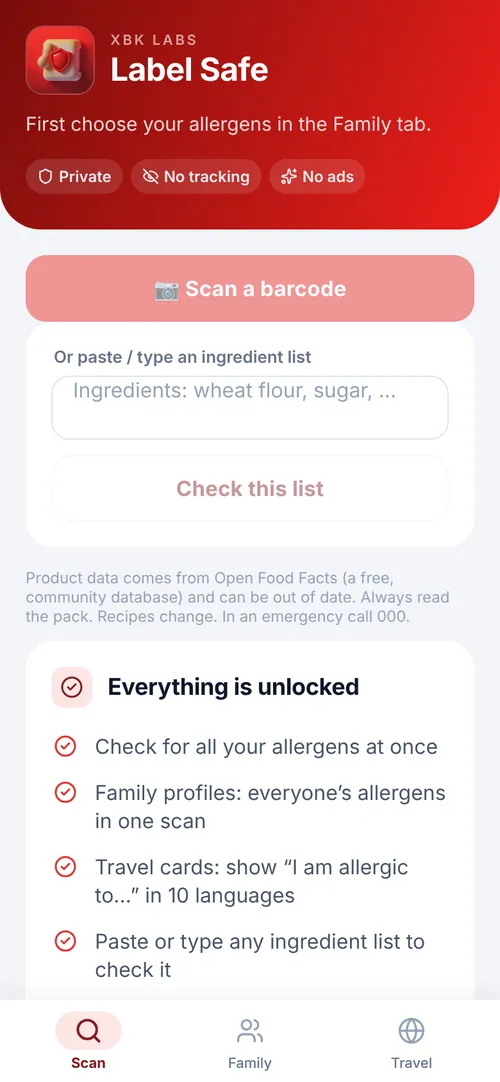 XBK LABS
Label Safe
First choose your allergens in the Family tab.
Private
No tracking
No ads
📷 Scan a barcode
Or paste / type an ingredient list
Ingredients: wheat flour, sugar, ...
Check this list
Product data comes from Open Food Facts (a free,
community database) and can be out of date. Always read
the pack. Recipes change. In an emergency call 000.
Everything is unlocked
Check for all your allergens at once
Family profiles: everyone’s allergens
in one scan
Travel cards: show “I am allergic
to…” in 10 languages
Paste or type any ingredient list to
check it
Scan
Family
Travel